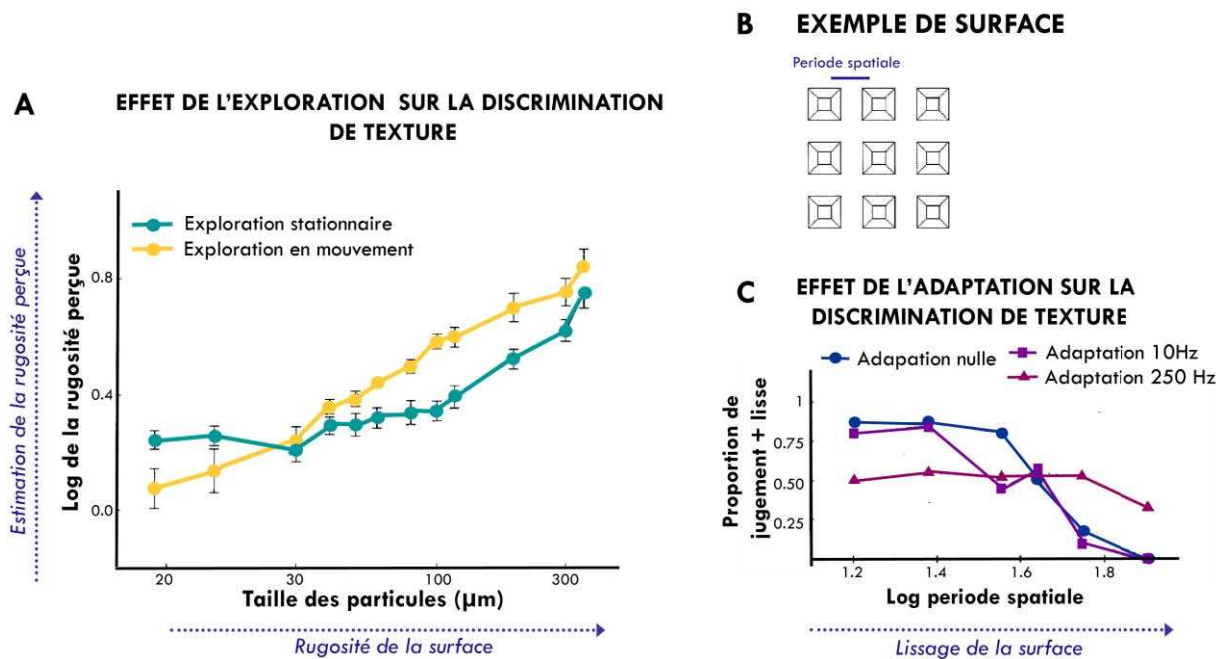 A
EFFET DE L'EXPLORATION SUR LA DISCRIMINATION
DE TEXTURE
Estimation de la rugosité perçue
Log de la rugosité perçue
Exploration stationnaire
Exploration en mouvement
0.8
0.4
0.0
20
30
100
300
Taille des particules (µm)
Rugosité de la surface
B
EXEMPLE DE SURFACE
Periode spatiale
C
EFFET DE L'ADAPTATION SUR LA
DISCRIMINATION DE TEXTURE
Adapation nulle
Adaptation 10Hz
Adaptation 250 Hz
Proportion de
jugement + lisse
1
0.75
0.50
0.25
1.2
1.4
1.6
1.8
Log periode spatiale
Lissage de la surface